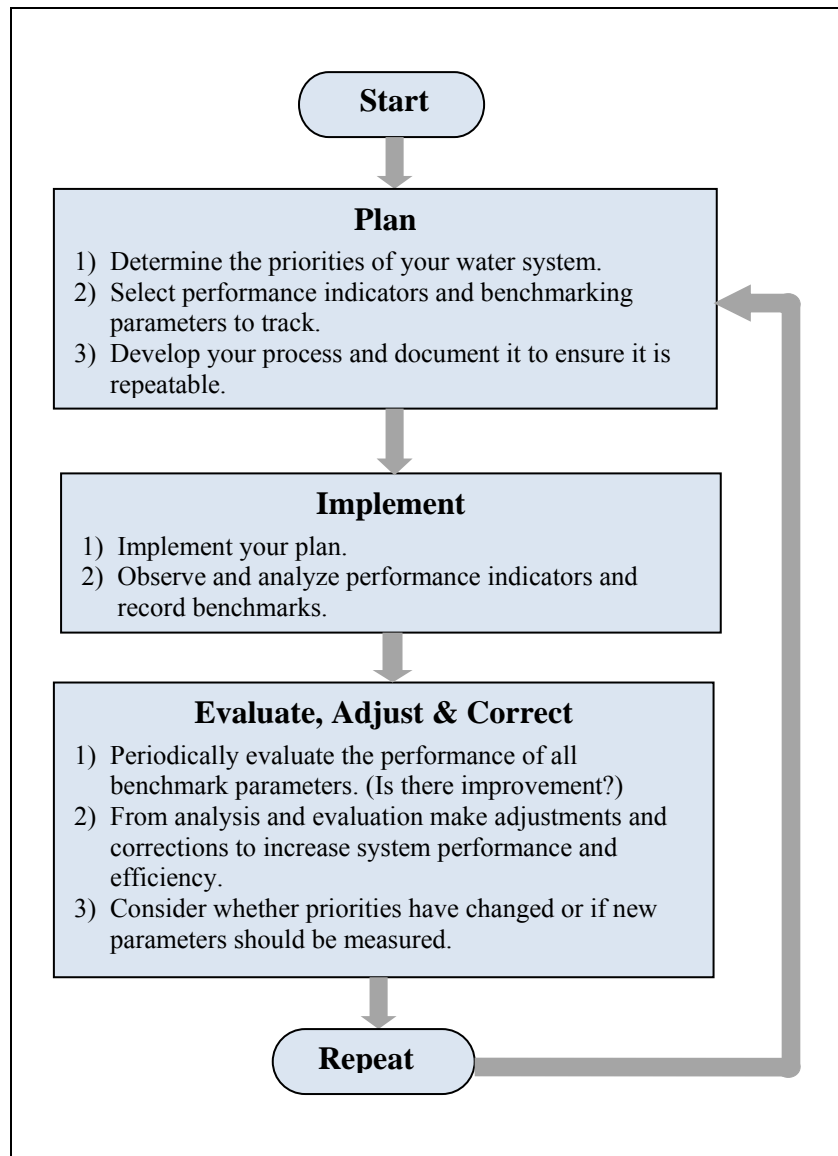 Start
Plan
1) Determine the priorities of your water system.
2) Select performance indicators and benchmarking
parameters to track.
3) Develop your process and document it to ensure it is
repeatable.
Implement
1) Implement your plan.
2) Observe and analyze performance indicators and
record benchmarks.
Evaluate, Adjust & Correct
1) Periodically evaluate the performance of all
benchmark parameters. (Is there improvement?)
2) From analysis and evaluation make adjustments and
corrections to increase system performance and
efficiency.
3) Consider whether priorities have changed or if new
parameters should be measured.
Repeat